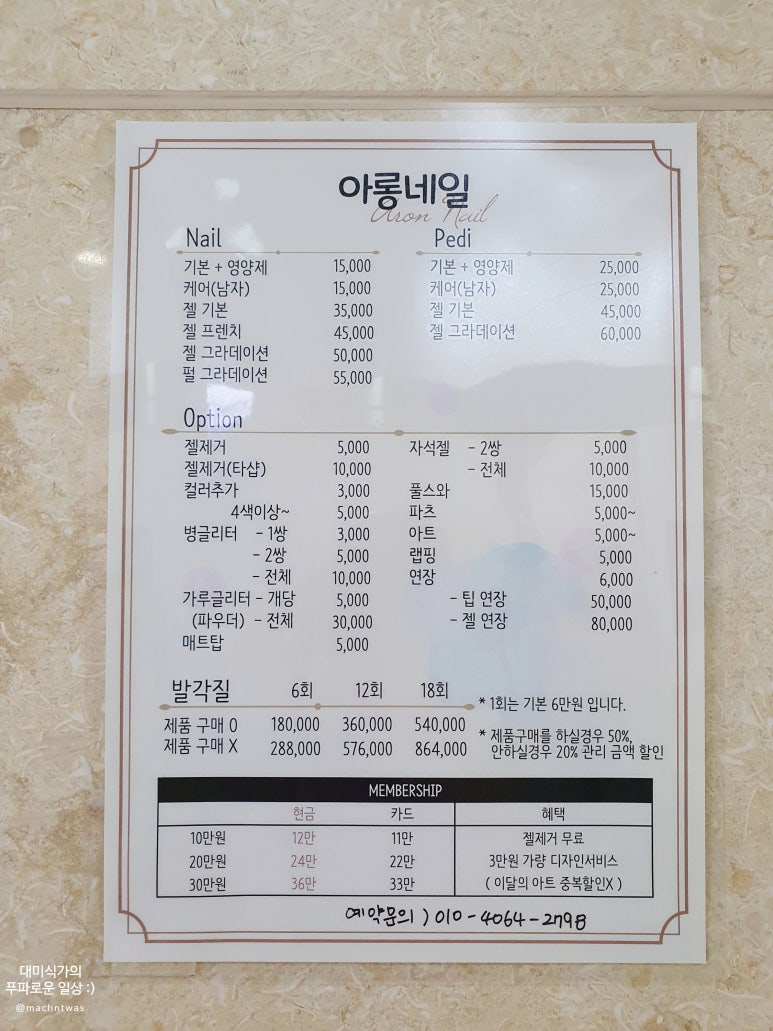 아롱네일
Aron Nail
Nail
기본 + 영양제 15,000
케어(남자) 15,000
젤 기본 35,000
젤 프렌치 45,000
젤 그라데이션 50,000
펄 그라데이션 55,000
Pedi
기본 + 영양제 25,000
케어(남자) 25,000
젤 기본 45,000
젤 그라데이션 60,000
Option
젤제거 5,000
젤제거(타샵) 10,000
컬러추가 3,000
4색이상~ 5,000
병글리터 - 1쌍 3,000
- 2쌍 5,000
- 전체 10,000
가루글리터 - 개당 5,000
(파우더) - 전체 30,000
매트탑 5,000
자석젤 - 2쌍 5,000
- 전체 10,000
풀스와 15,000
파츠 5,000~
아트 5,000~
랩핑 5,000
연장 6,000
- 팁 연장 50,000
- 젤 연장 80,000
발각질 6회 12회 18회
제품 구매 O 180,000 360,000 540,000
제품 구매 X 288,000 576,000 864,000
* 1회는 기본 6만원 입니다.
* 제품구매를 하실경우 50%,
안하실경우 20% 관리 금액 할인
MEMBERSHIP
현금 카드 혜택
10만원 12만 11만 젤제거 무료
20만원 24만 22만 3만원 가량 디자인서비스
30만원 36만 33만 ( 이달의 아트 중복할인X )
예약문의 ) 010-4064-2798
대미식가의
푸파로운 일상 :)
@machntwas